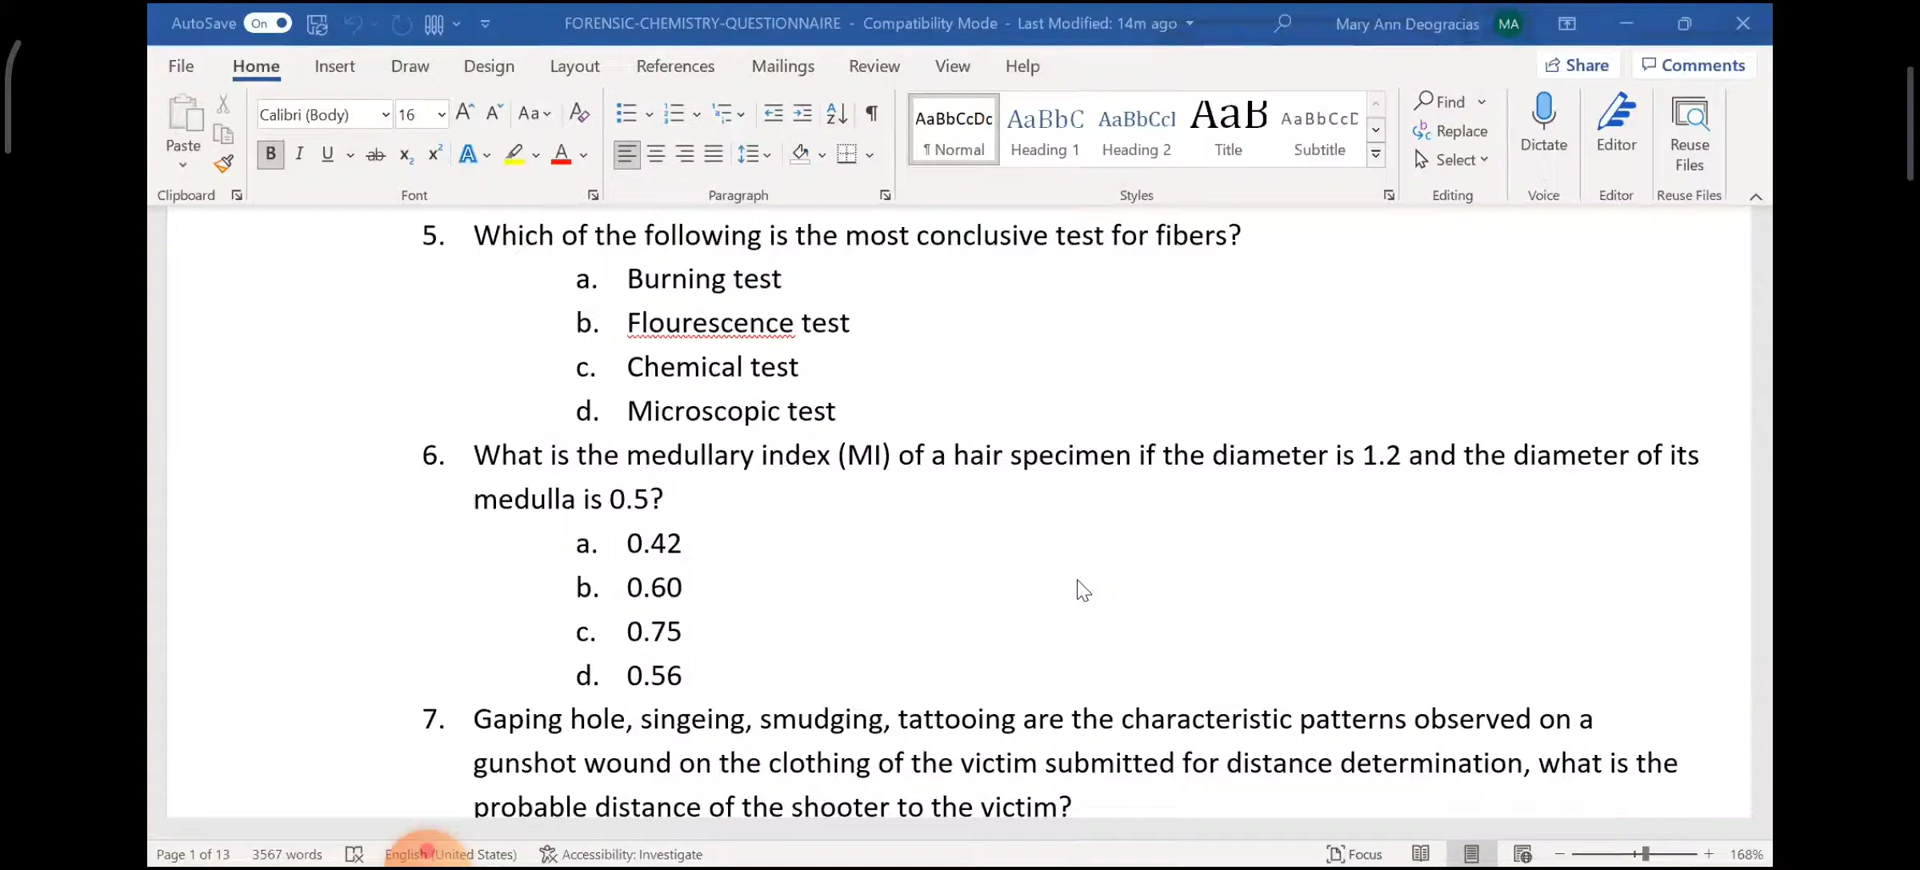 AutoSave On FORENSIC-CHEMISTRY-QUESTIONNAIRE - Compatibility Mode - Last Modified: 14m ago Mary Ann Deogracias MA
File Home Insert Draw Design Layout References Mailings Review View Help Share Comments
Calibri (Body) 16 Aa AaBbCcDc AaBbC AaBbCcI AaB AaBbCcD Find
Paste Replace
¶ Normal Heading 1 Heading 2 Title Subtitle Select Dictate Editor Reuse Files
Clipboard Font Paragraph Styles Editing Voice Editor Reuse Files
5. Which of the following is the most conclusive test for fibers?
a. Burning test
b. Flourescence test
c. Chemical test
d. Microscopic test
6. What is the medullary index (MI) of a hair specimen if the diameter is 1.2 and the diameter of its
medulla is 0.5?
a. 0.42
b. 0.60
c. 0.75
d. 0.56
7. Gaping hole, singeing, smudging, tattooing are the characteristic patterns observed on a
gunshot wound on the clothing of the victim submitted for distance determination, what is the
probable distance of the shooter to the victim?
Page 1 of 13 3567 words English (United States) Accessibility: Investigate Focus 168%